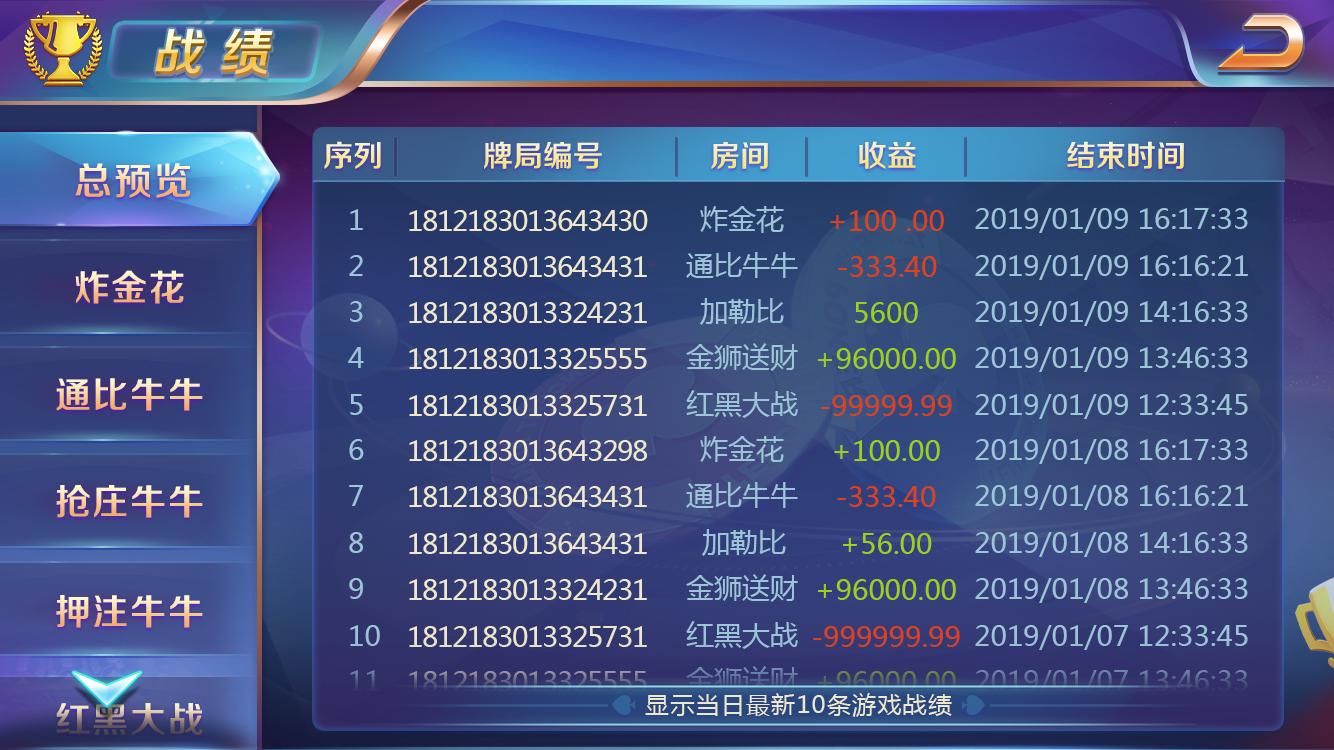 战绩
总预览
炸金花
通比牛牛
抢庄牛牛
押注牛牛
红黑大战
序列 牌局编号 房间 收益 结束时间
1 1812183013643430 炸金花 +100 .00 2019/01/09 16:17:33
2 1812183013643431 通比牛牛 -333.40 2019/01/09 16:16:21
3 1812183013324231 加勒比 5600 2019/01/09 14:16:33
4 1812183013325555 金狮送财 +96000.00 2019/01/09 13:46:33
5 1812183013325731 红黑大战 -99999.99 2019/01/09 12:33:45
6 1812183013643298 炸金花 +100.00 2019/01/08 16:17:33
7 1812183013643431 通比牛牛 -333.40 2019/01/08 16:16:21
8 1812183013643431 加勒比 +56.00 2019/01/08 14:16:33
9 1812183013324231 金狮送财 +96000.00 2019/01/08 13:46:33
10 1812183013325731 红黑大战 -999999.99 2019/01/07 12:33:45
11 1812183013325555 金狮送财 +96000.00 2019/01/07 13:46:33
显示当日最新10条游戏战绩